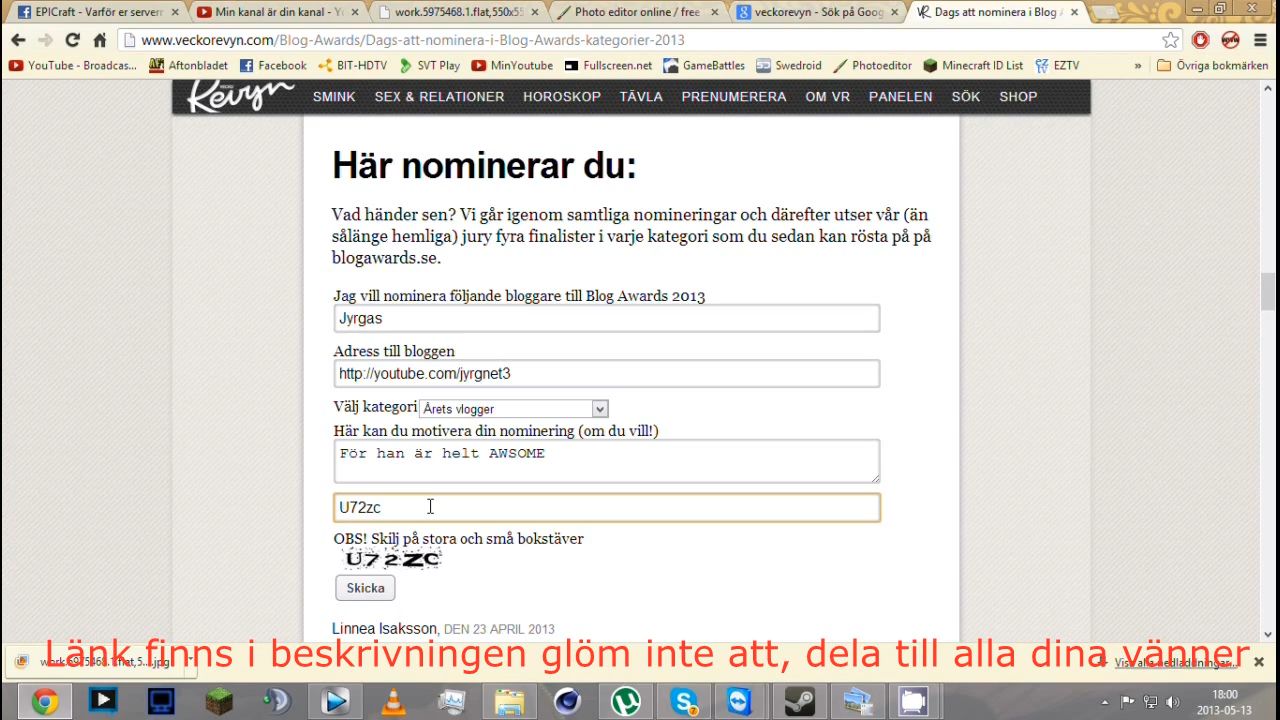 EPICraft - Varför är servern
Min kanal är din kanal - Yo
work.5975468.1.flat,550x55
Photo editor online / free
veckorevyn - Sök på Goog
Dags att nominera i Blog A
www.veckorevyn.com/Blog-Awards/Dags-att-nominera-i-Blog-Awards-kategorier-2013
YouTube - Broadcas...
Aftonbladet
Facebook
BIT-HDTV
SVT Play
MinYoutube
Fullscreen.net
GameBattles
Swedroid
Photoeditor
Minecraft ID List
EZTV
»
Övriga bokmärken
Revyn
SMINK
SEX & RELATIONER
HOROSKOP
TÄVLA
PRENUMERERA
OM VR
PANELEN
SÖK
SHOP
Här nominerar du:
Vad händer sen? Vi går igenom samtliga nomineringar och därefter utser vår (än
sålänge hemliga) jury fyra finalister i varje kategori som du sedan kan rösta på på
blogawards.se.
Jag vill nominera följande bloggare till Blog Awards 2013
Jyrgas
Adress till bloggen
http://youtube.com/jyrgnet3
Välj kategori Årets vlogger
Här kan du motivera din nominering (om du vill!)
För han är helt AWSOME
U72zc
OBS! Skilj på stora och små bokstäver
U72zc
Skicka
Linnea Isaksson, DEN 23 APRIL 2013
Länk finns i beskrivningen glöm inte att, dela till alla dina vänner
18:00
2013-05-13